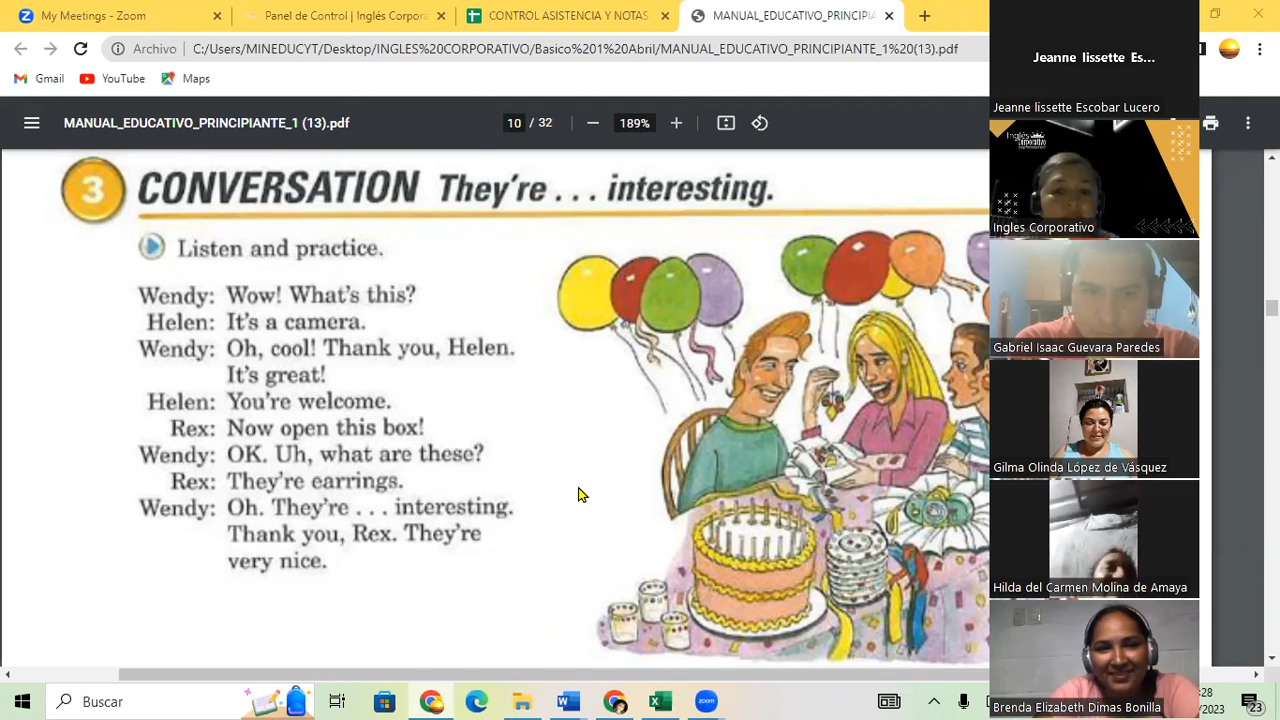 My Meetings - Zoom
Panel de Control | Inglés Corpora
CONTROL ASISTENCIA Y NOTAS
MANUAL_EDUCATIVO_PRINCIPIA
Archivo
C:/Users/MINEDUCYT/Desktop/INGLES%20CORPORATIVO/Basico%201%20Abril/MANUAL_EDUCATIVO_PRINCIPIANTE_1%20(13).pdf
Gmail
YouTube
Maps
MANUAL_EDUCATIVO_PRINCIPIANTE_1 (13).pdf
10 / 32
189%
3 CONVERSATION They're . . . interesting.
Listen and practice.
Wendy: Wow! What's this?
Helen: It's a camera.
Wendy: Oh, cool! Thank you, Helen.
It's great!
Helen: You're welcome.
Rex: Now open this box!
Wendy: OK. Uh, what are these?
Rex: They're earrings.
Wendy: Oh. They're . . . interesting.
Thank you, Rex. They're
very nice.
Jeanne lissette Es...
Jeanne lissette Escobar Lucero
Inglés
Corporativo
Ingles Corporativo
Gabriel Isaac Guevara Paredes
Gilma Olinda López de Vásquez
Hilda del Carmen Molina de Amaya
Brenda Elizabeth Dimas Bonilla
Buscar
:28
/2023
23